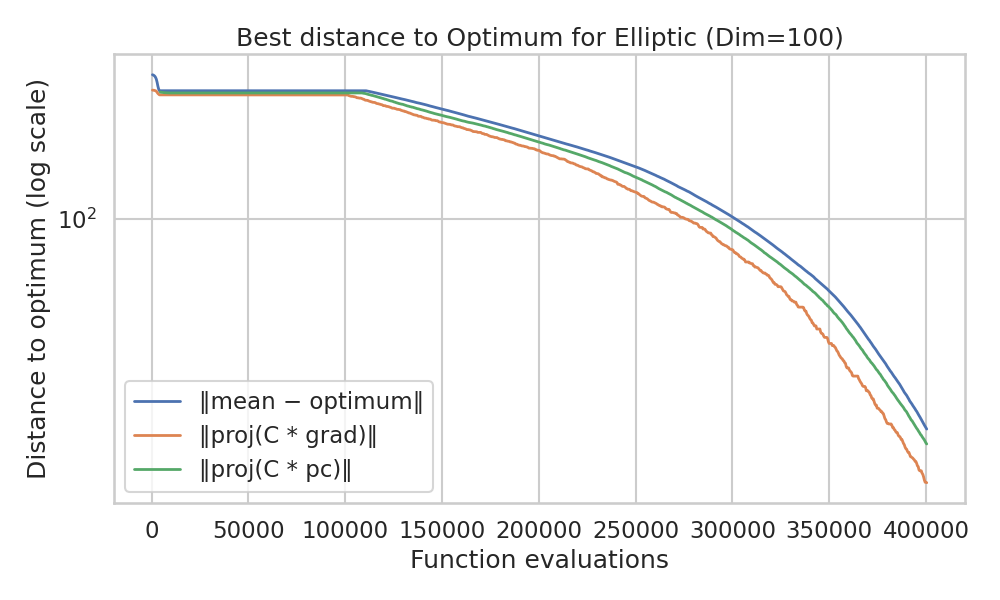 Best distance to Optimum for Elliptic (Dim=100)
Distance to optimum (log scale)
10²
‖mean − optimum‖
‖proj(C * grad)‖
‖proj(C * pc)‖
0 50000 100000 150000 200000 250000 300000 350000 400000
Function evaluations